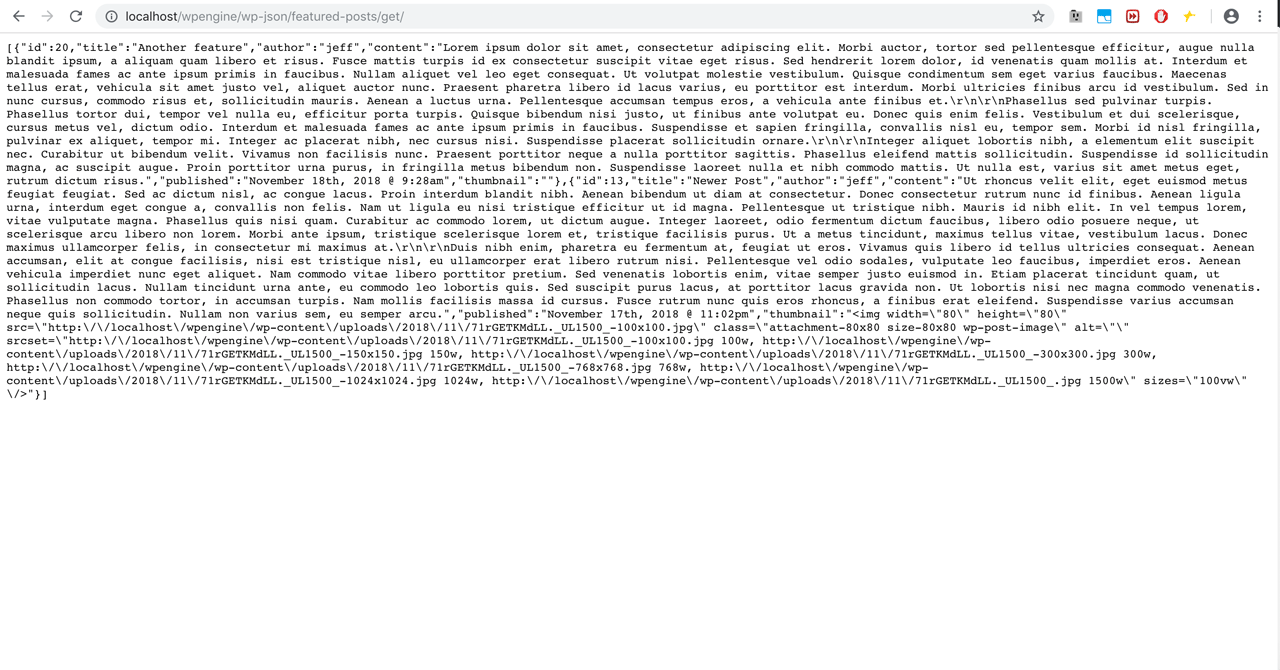 localhost/wpengine/wp-json/featured-posts/get/
[{"id":20,"title":"Another feature","author":"jeff","content":"Lorem ipsum dolor sit amet, consectetur adipiscing elit. Morbi auctor, tortor sed pellentesque efficitur, augue nulla
blandit ipsum, a aliquam quam libero et risus. Fusce mattis turpis id ex consectetur suscipit vitae eget risus. Sed hendrerit lorem dolor, id venenatis quam mollis at. Interdum et
malesuada fames ac ante ipsum primis in faucibus. Nullam aliquet vel leo eget consequat. Ut volutpat molestie vestibulum. Quisque condimentum sem eget varius faucibus. Maecenas
tellus erat, vehicula sit amet justo vel, aliquet auctor nunc. Praesent pharetra libero id lacus varius, eu porttitor est interdum. Morbi ultricies finibus arcu id vestibulum. Sed in
nunc cursus, commodo risus et, sollicitudin mauris. Aenean a luctus urna. Pellentesque accumsan tempus eros, a vehicula ante finibus et.\r\n\r\nPhasellus sed pulvinar turpis.
Phasellus tortor dui, tempor vel nulla eu, efficitur porta turpis. Quisque bibendum nisi justo, ut finibus ante volutpat eu. Donec quis enim felis. Vestibulum et dui scelerisque,
cursus metus vel, dictum odio. Interdum et malesuada fames ac ante ipsum primis in faucibus. Suspendisse et sapien fringilla, convallis nisl eu, tempor sem. Morbi id nisl fringilla,
pulvinar ex aliquet, tempor mi. Integer ac placerat nibh, nec cursus nisi. Suspendisse placerat sollicitudin ornare.\r\n\r\nInteger aliquet lobortis nibh, a elementum elit suscipit
nec. Curabitur ut bibendum velit. Vivamus non facilisis nunc. Praesent porttitor neque a nulla porttitor sagittis. Phasellus eleifend mattis sollicitudin. Suspendisse id sollicitudin
magna, ac suscipit augue. Proin porttitor urna purus, in fringilla metus bibendum non. Suspendisse laoreet nulla et nibh commodo mattis. Ut nulla est, varius sit amet metus eget,
rutrum dictum risus.","published":"November 18th, 2018 @ 9:28am","thumbnail":""},{"id":13,"title":"Newer Post","author":"jeff","content":"Ut rhoncus velit elit, eget euismod metus
feugiat feugiat. Sed ac dictum nisl, ac congue lacus. Proin interdum blandit nibh. Aenean bibendum ut diam at consectetur. Donec consectetur rutrum nunc id finibus. Aenean ligula
urna, interdum eget congue a, convallis non felis. Nam ut ligula eu nisi tristique efficitur ut id magna. Pellentesque ut tristique nibh. Mauris id nibh elit. In vel tempus lorem,
vitae vulputate magna. Phasellus quis nisi quam. Curabitur ac commodo lorem, ut dictum augue. Integer laoreet, odio fermentum dictum faucibus, libero odio posuere neque, ut
scelerisque arcu libero non lorem. Morbi ante ipsum, tristique scelerisque lorem et, tristique facilisis purus. Ut a metus tincidunt, maximus tellus vitae, vestibulum lacus. Donec
maximus ullamcorper felis, in consectetur mi maximus at.\r\n\r\nDuis nibh enim, pharetra eu fermentum at, feugiat ut eros. Vivamus quis libero id tellus ultricies consequat. Aenean
accumsan, elit at congue facilisis, nisi est tristique nisl, eu ullamcorper erat libero rutrum nisi. Pellentesque vel odio sodales, vulputate leo faucibus, imperdiet eros. Aenean
vehicula imperdiet nunc eget aliquet. Nam commodo vitae libero porttitor pretium. Sed venenatis lobortis enim, vitae semper justo euismod in. Etiam placerat tincidunt quam, ut
sollicitudin lacus. Nullam tincidunt urna ante, eu commodo leo lobortis quis. Sed suscipit purus lacus, at porttitor lacus gravida non. Ut lobortis nisi nec magna commodo venenatis.
Phasellus non commodo tortor, in accumsan turpis. Nam mollis facilisis massa id cursus. Fusce rutrum nunc quis eros rhoncus, a finibus erat eleifend. Suspendisse varius accumsan
neque quis sollicitudin. Nullam non varius sem, eu semper arcu.","published":"November 17th, 2018 @ 11:02pm","thumbnail":"<img width=\"80\" height=\"80\"
src=\"http:\/\/localhost\/wpengine\/wp-content\/uploads\/2018\/11\/71rGETKMdLL._UL1500_-100x100.jpg\" class=\"attachment-80x80 size-80x80 wp-post-image\" alt=\"\"
srcset=\"http:\/\/localhost\/wpengine\/wp-content\/uploads\/2018\/11\/71rGETKMdLL._UL1500_-100x100.jpg 100w, http:\/\/localhost\/wpengine\/wp-
content\/uploads\/2018\/11\/71rGETKMdLL._UL1500_-150x150.jpg 150w, http:\/\/localhost\/wpengine\/wp-content\/uploads\/2018\/11\/71rGETKMdLL._UL1500_-300x300.jpg 300w,
http:\/\/localhost\/wpengine\/wp-content\/uploads\/2018\/11\/71rGETKMdLL._UL1500_-768x768.jpg 768w, http:\/\/localhost\/wpengine\/wp-
content\/uploads\/2018\/11\/71rGETKMdLL._UL1500_-1024x1024.jpg 1024w, http:\/\/localhost\/wpengine\/wp-content\/uploads\/2018\/11\/71rGETKMdLL._UL1500_.jpg 1500w\" sizes=\"100vw\"
\/>"}]